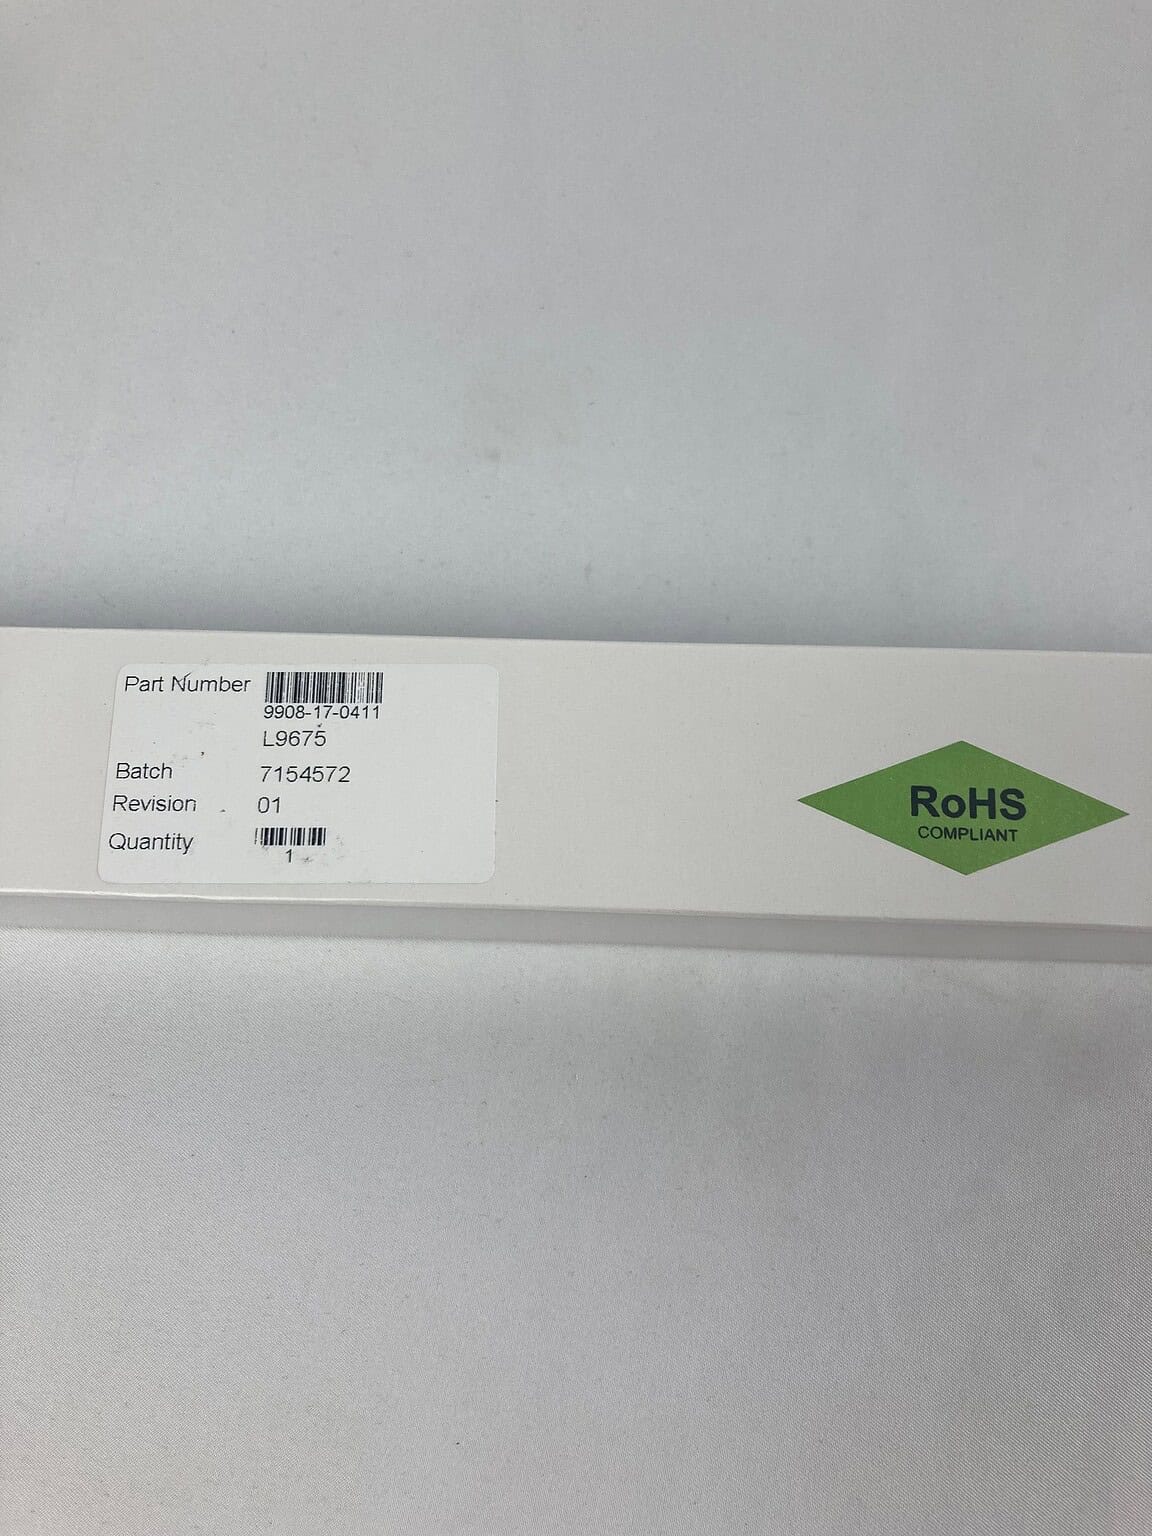 Part Number
9908-17-0411
L9675
Batch 7154572
Revision 01
Quantity
1
RoHS
COMPLIANT